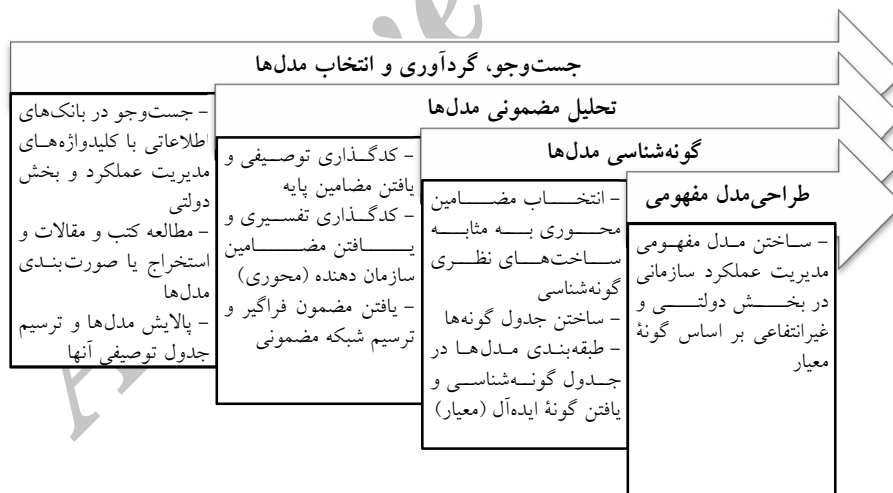 جست‌وجو، گردآوری و انتخاب مدل‌ها
- جست‌وجو در بانک‌های
اطلاعاتی با کلیدواژه‌های
مدیریت عملکرد و بخش
دولتی
- مطالعه کتب و مقالات و
استخراج یا صورت‌بندی
مدل‌ها
- پالایش مدل‌ها و ترسیم
جدول توصیفی آنها
تحلیل مضمونی مدل‌ها
- کدگذاری توصیفی و
یافتن مضامین پایه
- کدگذاری تفسیری و
یافتن مضامین
سازمان دهنده (محوری)
- یافتن مضمون فراگیر و
ترسیم شبکه مضمونی
گونه‌شناسی مدل‌ها
- انتخاب مضامین
محوری به مثابه
ساخت‌های نظری
گونه‌شناسی
- ساختن جدول گونه‌ها
- طبقه‌بندی مدل‌ها در
جدول گونه‌شناسی و
یافتن گونۀ ایده‌آل (معیار)
طراحی‌مدل مفهومی
- ساختن مدل مفهومی
مدیریت عملکرد سازمانی
در بخش دولتی و
غیرانتفاعی بر اساس گونۀ
معیار